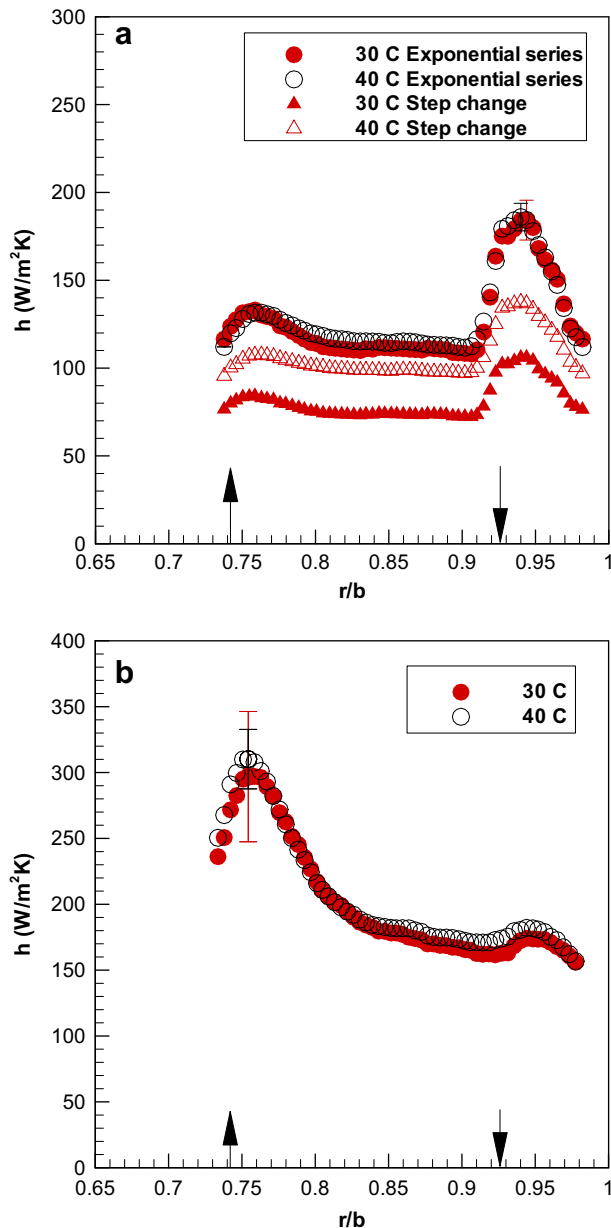 a
300
250
200
150
100
50
0
h (W/m²K)
30 C Exponential series
40 C Exponential series
30 C Step change
40 C Step change
0.65 0.7 0.75 0.8 0.85 0.9 0.95 1
r/b
b
400
350
300
250
200
150
100
50
0
h (W/m²K)
30 C
40 C
0.65 0.7 0.75 0.8 0.85 0.9 0.95 1
r/b